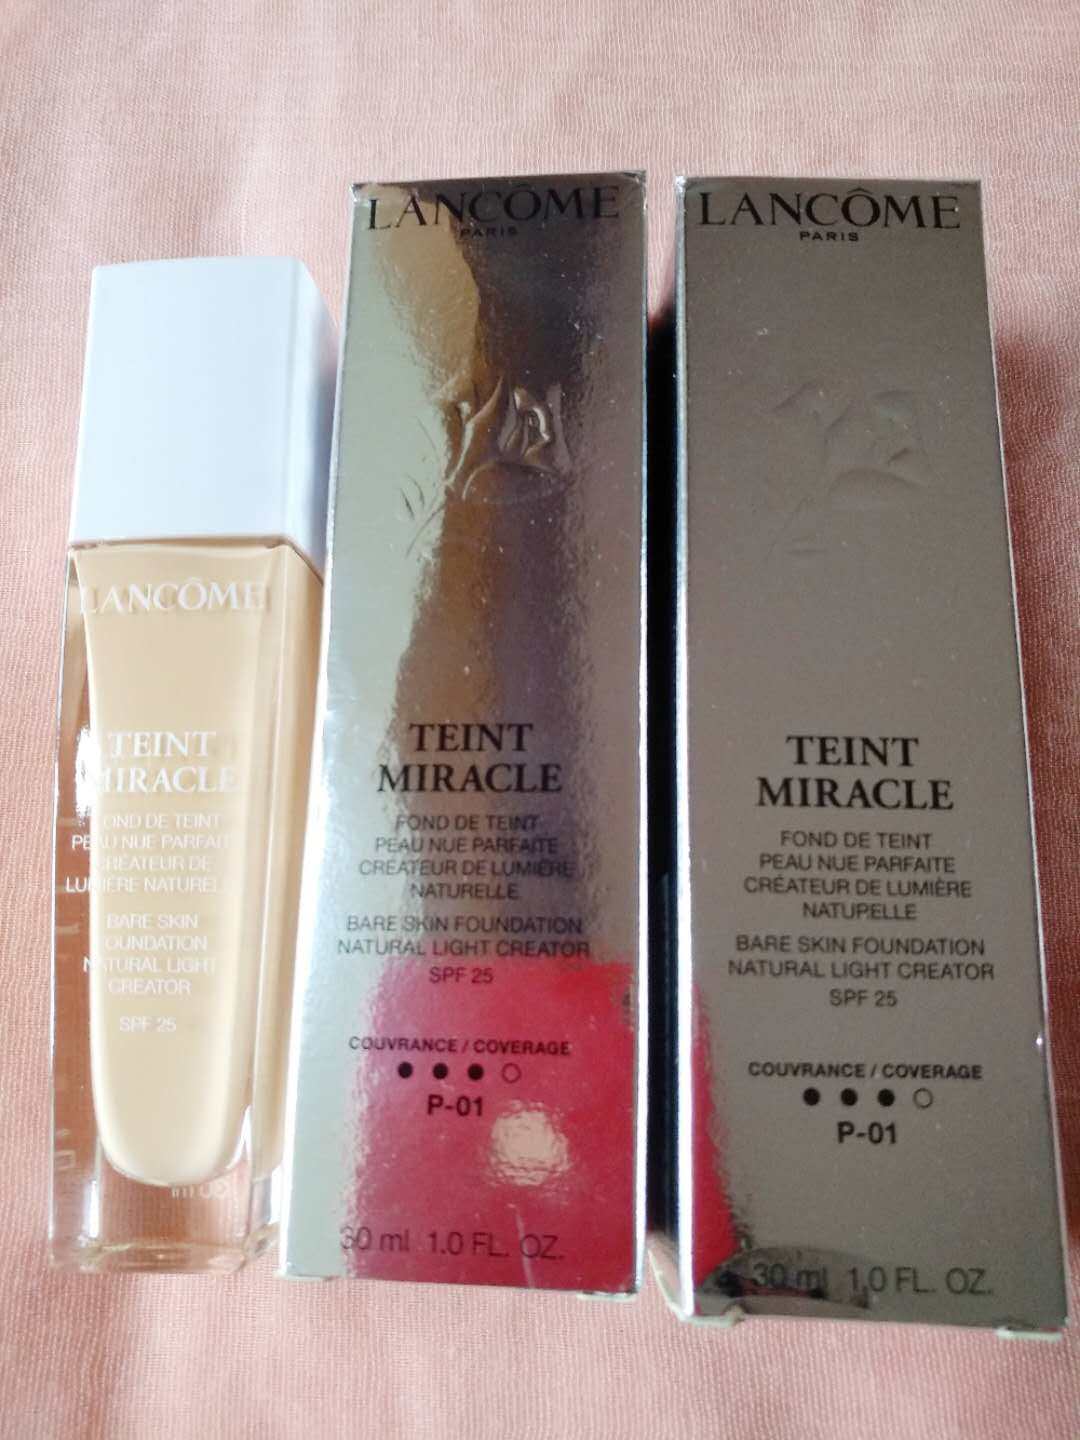 LANCÔME
TEINT
MIRACLE
FOND DE TEINT
PEAU NUE PARFAITE
CRÉATEUR DE
LUMIÈRE NATURELLE
BARE SKIN
FOUNDATION
NATURAL LIGHT
CREATOR
SPF 25
LANCÔME
PARIS
TEINT
MIRACLE
FOND DE TEINT
PEAU NUE PARFAITE
CRÉATEUR DE LUMIÈRE
NATURELLE
BARE SKIN FOUNDATION
NATURAL LIGHT CREATOR
SPF 25
COUVRANCE / COVERAGE
P-01
30 ml 1.0 FL. OZ.
LANCÔME
PARIS
TEINT
MIRACLE
FOND DE TEINT
PEAU NUE PARFAITE
CRÉATEUR DE LUMIÈRE
NATURELLE
BARE SKIN FOUNDATION
NATURAL LIGHT CREATOR
SPF 25
COUVRANCE / COVERAGE
P-01
30 ml 1.0 FL. OZ.